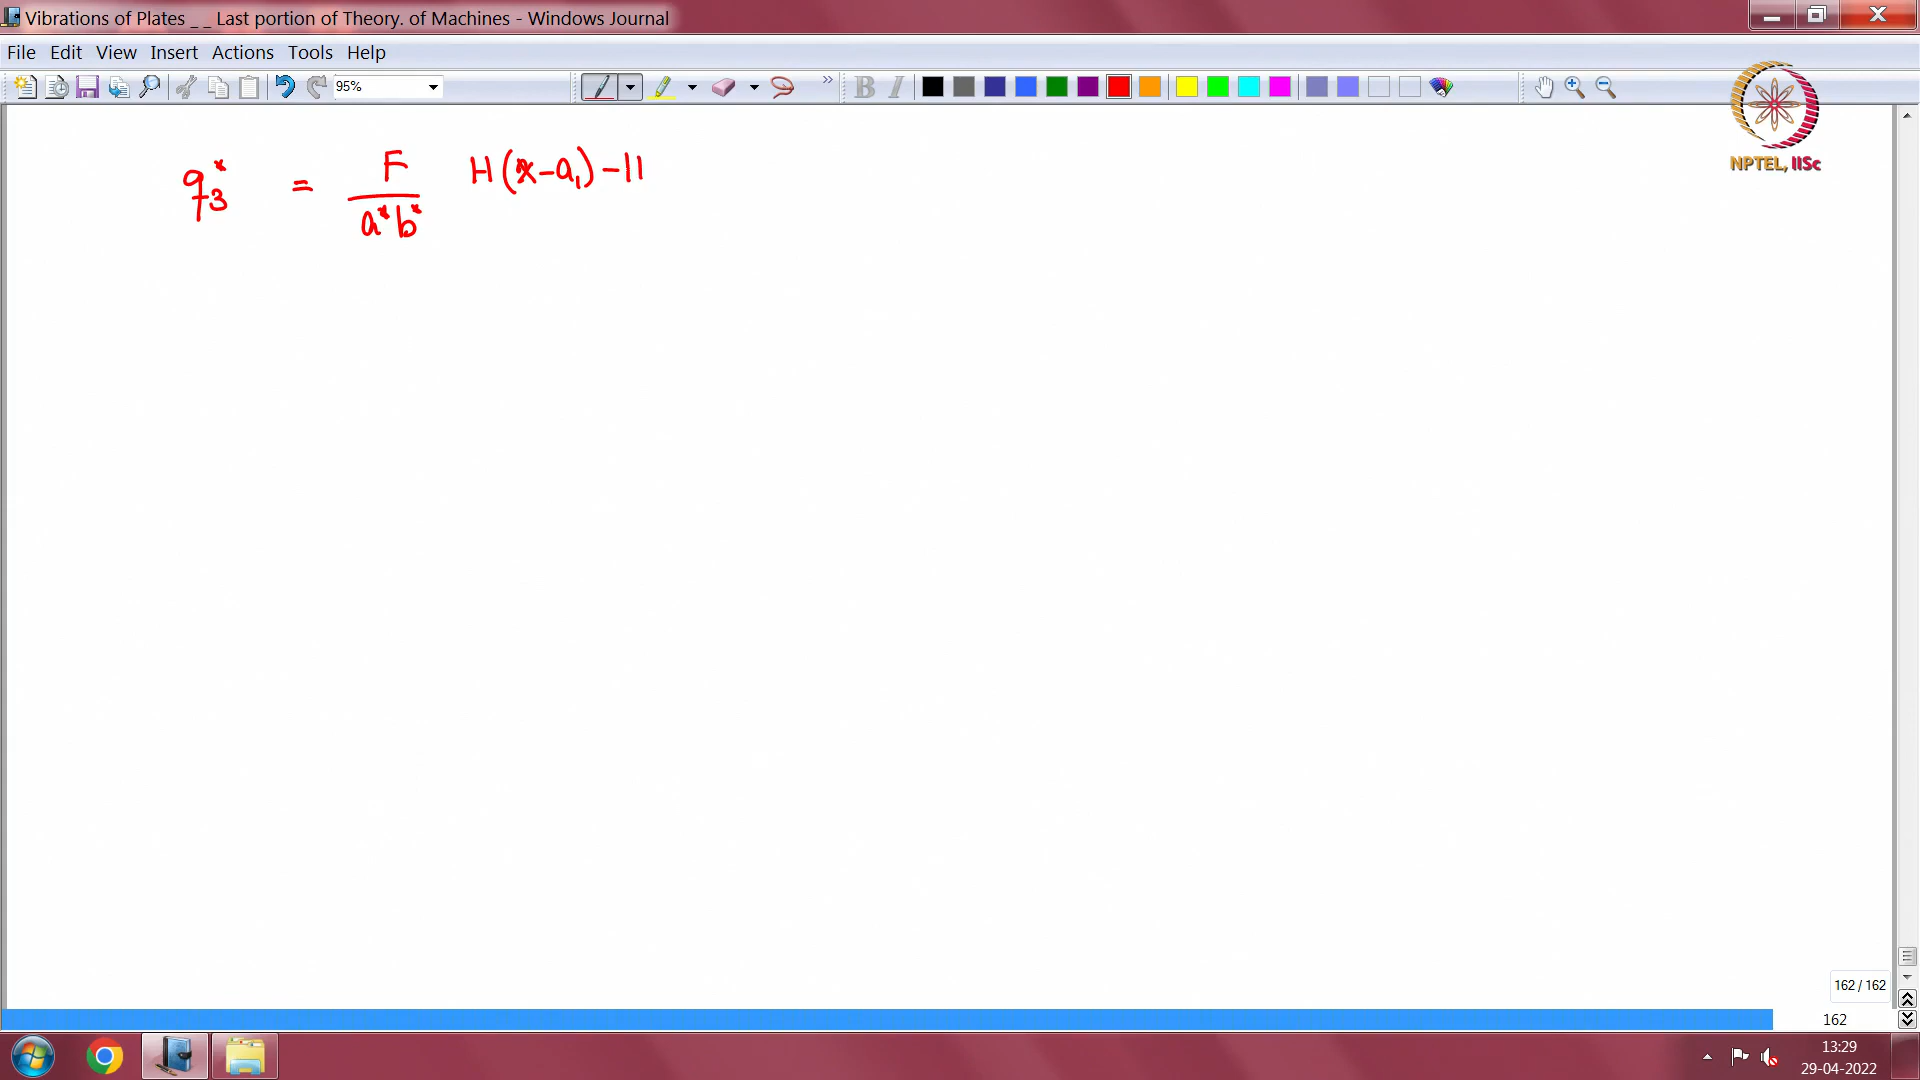 Vibrations of Plates _ _ Last portion of Theory. of Machines - Windows Journal
File Edit View Insert Actions Tools Help
95%
B I
NPTEL, IISc
q₃* = F / a*b* H(x-a₁) - 11
162 / 162
162
13:29
29-04-2022